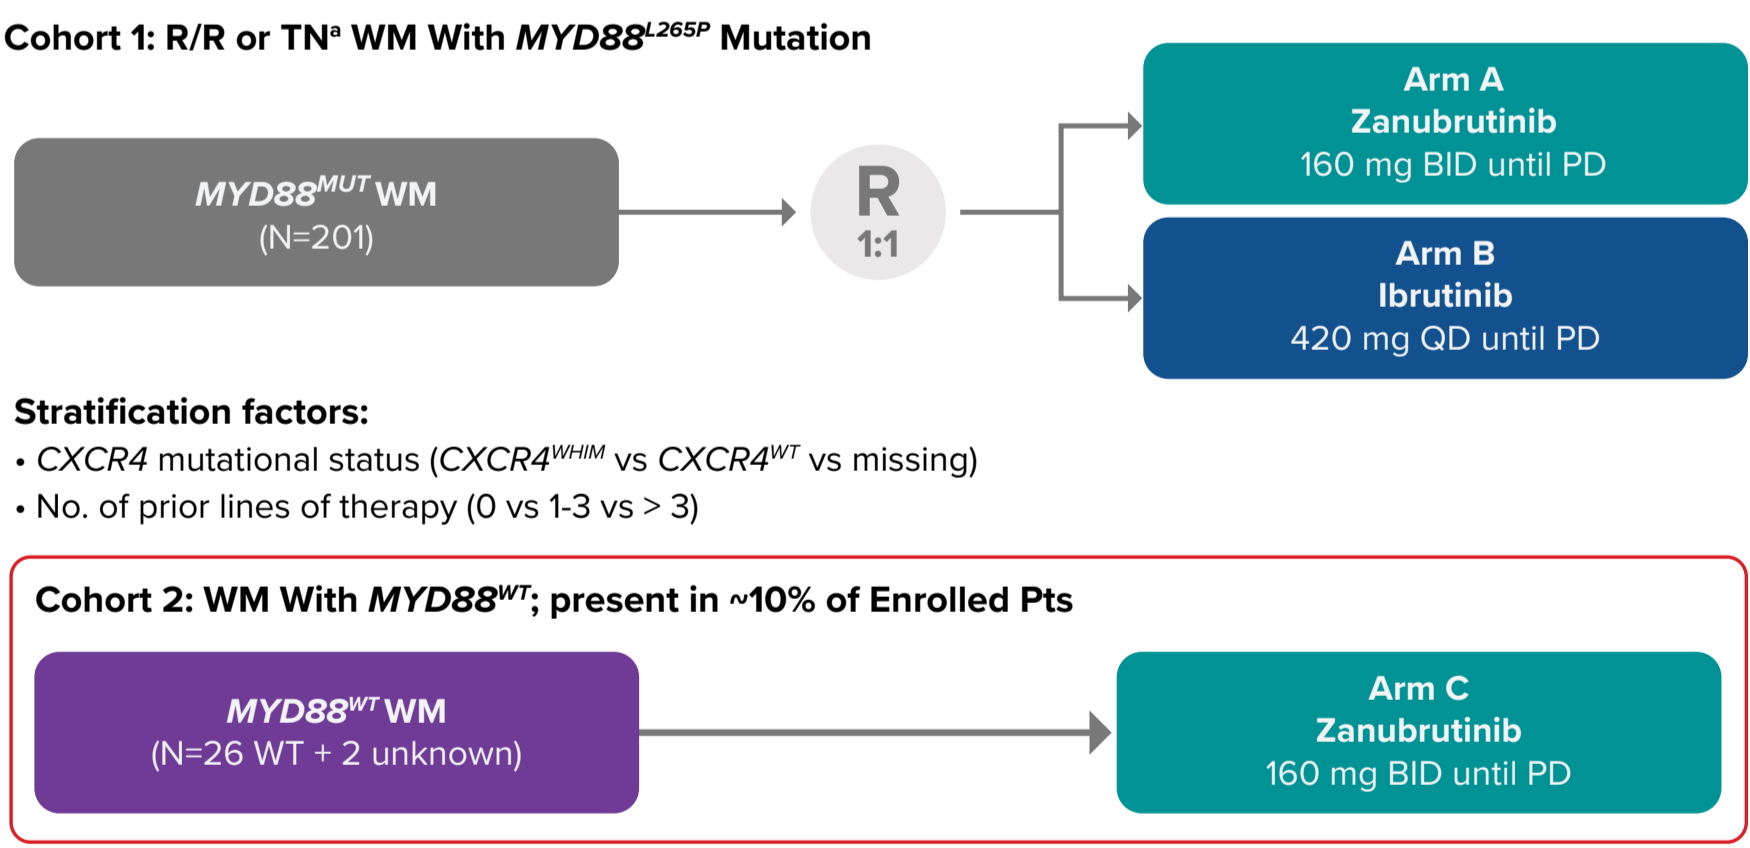 Cohort 1: R/R or TNᵃ WM With MYD88ᴸ²⁶⁵ᴾ Mutation
MYD88ᴹᵁᵀ WM
(N=201)
R
1:1
Arm A
Zanubrutinib
160 mg BID until PD
Arm B
Ibrutinib
420 mg QD until PD
Stratification factors:
• CXCR4 mutational status (CXCR4ᵂᴴᴵᴹ vs CXCR4ᵂᵀ vs missing)
• No. of prior lines of therapy (0 vs 1-3 vs > 3)
Cohort 2: WM With MYD88ᵂᵀ; present in ~10% of Enrolled Pts
MYD88ᵂᵀ WM
(N=26 WT + 2 unknown)
Arm C
Zanubrutinib
160 mg BID until PD